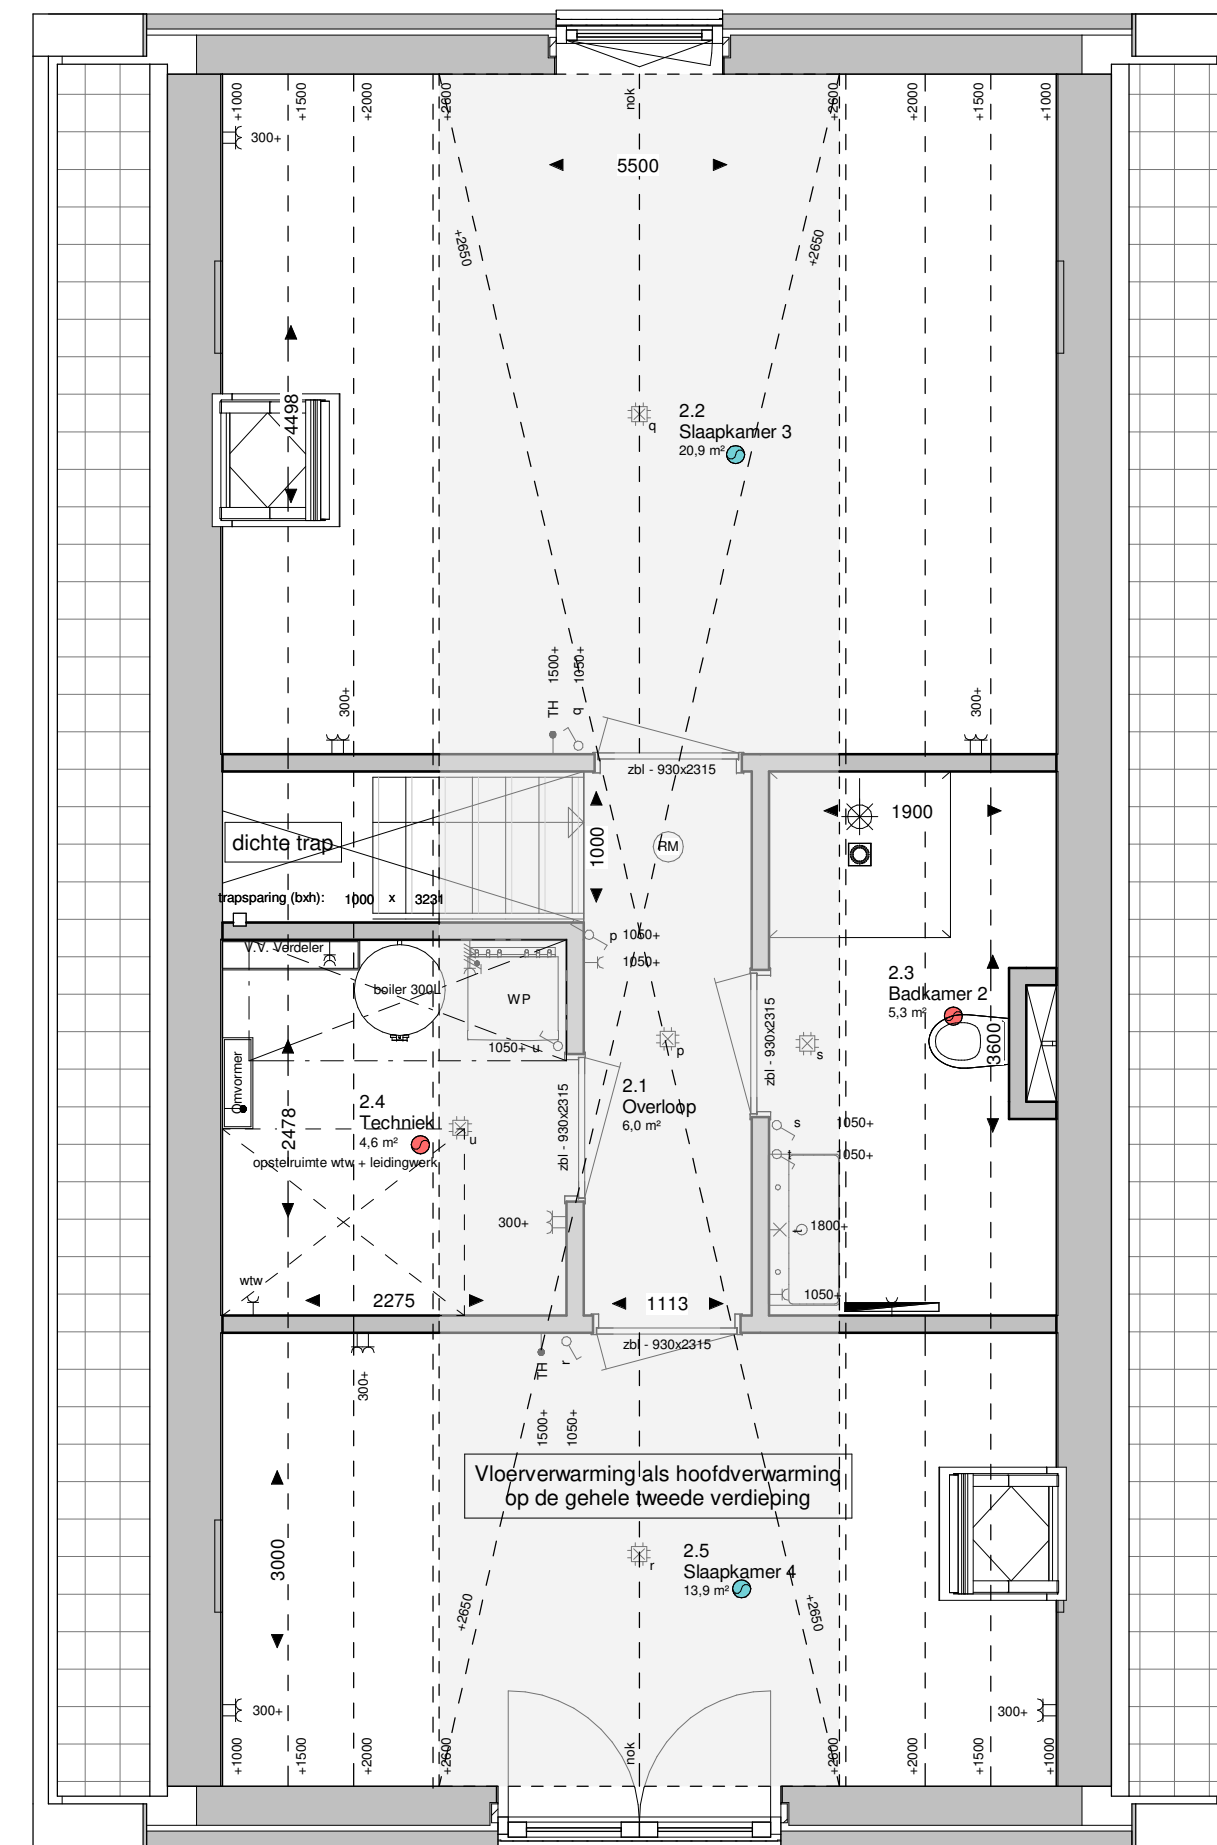 +1000
+1500
+2000
+2600
nok
+2600
+2000
+1500
+1000
300+
5500
+2650
+2650
4498
2.2
Slaapkamer 3
20,9 m²
q
300+
TH 1500+
q 1050+
300+
zbl - 930x2315
dichte trap
1000
RM
1900
trapsparing (bxh): 1000 x 3231
p 1050+
1050+
V.V. Verdeler
boiler 300L
WP
1050+ u
Omvormer
2478
2.4
Techniek
4,6 m²
u
opstelruimte wtw + leidingwerk
zbl - 930x2315
300+
wtw
2275
p
2.1
Overloop
6,0 m²
zbl - 930x2315
2.3
Badkamer 2
5,3 m²
3600
s
s 1050+
t 1050+
t 1800+
1050+
1113
zbl - 930x2315
300+
TH 1500+
r 1050+
Vloerverwarming als hoofdverwarming
op de gehele tweede verdieping
3000
2.5
Slaapkamer 4
13,9 m²
r
+2650
+2650
300+
300+
+1000
+1500
+2000
+2600
nok
+2600
+2000
+1500
+1000